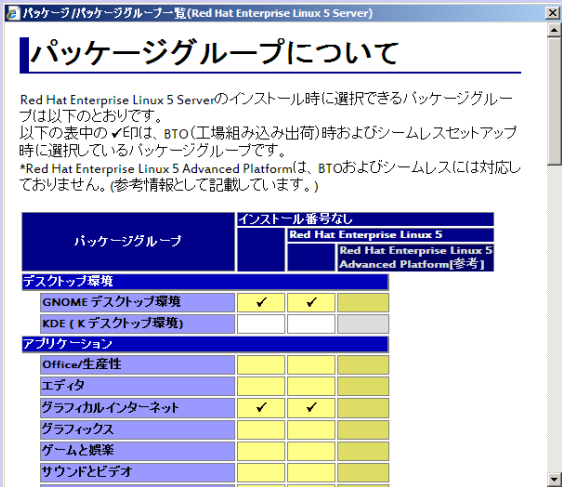 パッケージ/パッケージグループ一覧(Red Hat Enterprise Linux 5 Server)
パッケージグループについて
Red Hat Enterprise Linux 5 Serverのインストール時に選択できるパッケージグルー
プは以下のとおりです。
以下の表中の ✓印は、BTO(工場組み込み出荷)時およびシームレスセットアップ
時に選択しているパッケージグループです。
*Red Hat Enterprise Linux 5 Advanced Platformは、BTOおよびシームレスには対応し
ておりません。(参考情報として記載しています。)
インストール番号なし
パッケージグループ
Red Hat Enterprise Linux 5
Red Hat Enterprise Linux 5
Advanced Platform[参考]
デスクトップ環境
GNOME デスクトップ環境 ✓ ✓
KDE ( K デスクトップ環境)
アプリケーション
Office/生産性
エディタ
グラフィカルインターネット ✓ ✓
グラフィックス
ゲームと娯楽
サウンドとビデオ